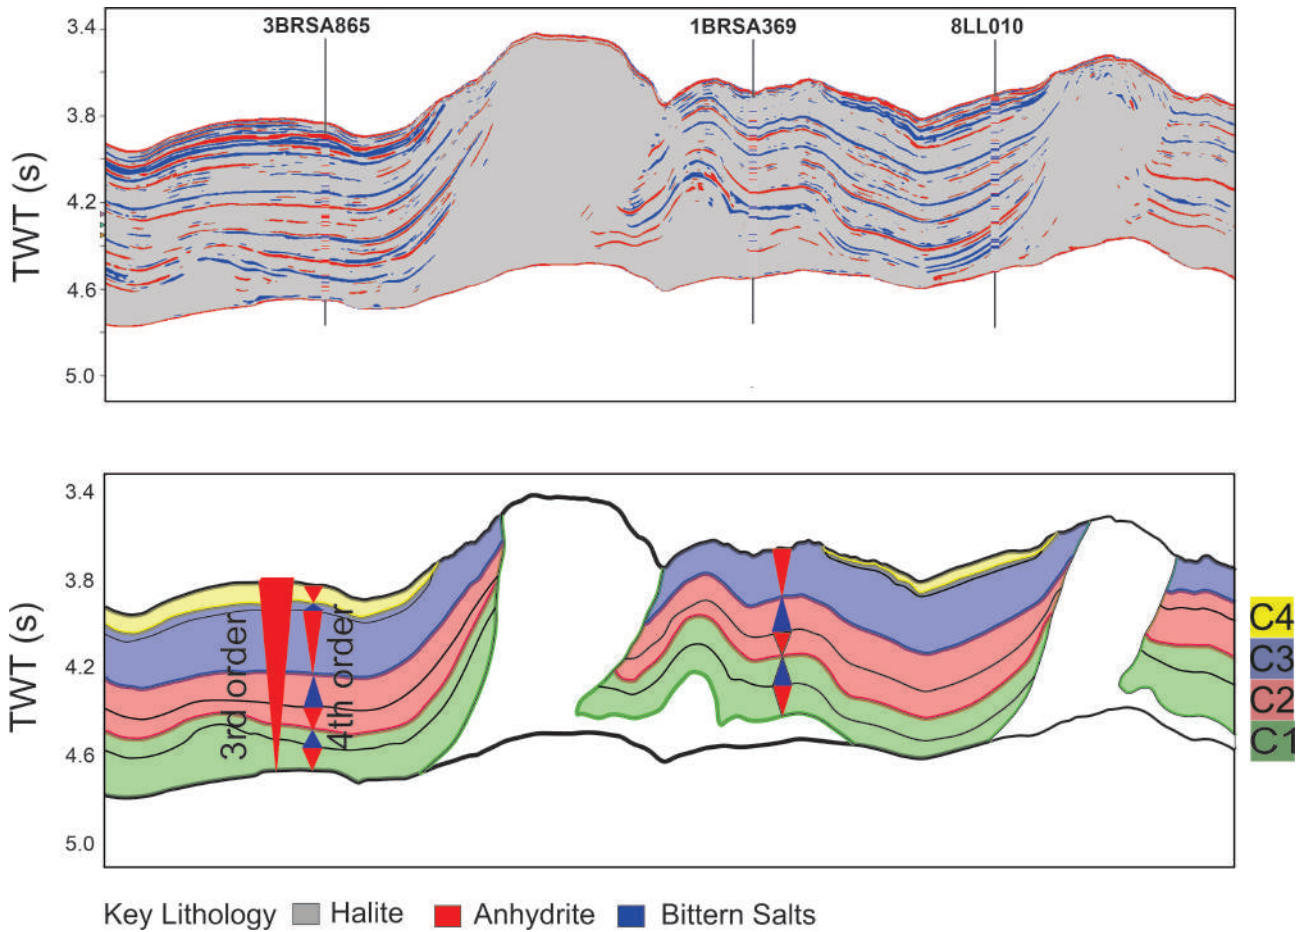 3BRSA865 1BRSA369 8LL010
3.4
3.8
4.2
4.6
5.0
TWT (s)
3.4
3.8
4.2
4.6
5.0
TWT (s)
3rd order
4th order
C4
C3
C2
C1
Key Lithology Halite Anhydrite Bittern Salts